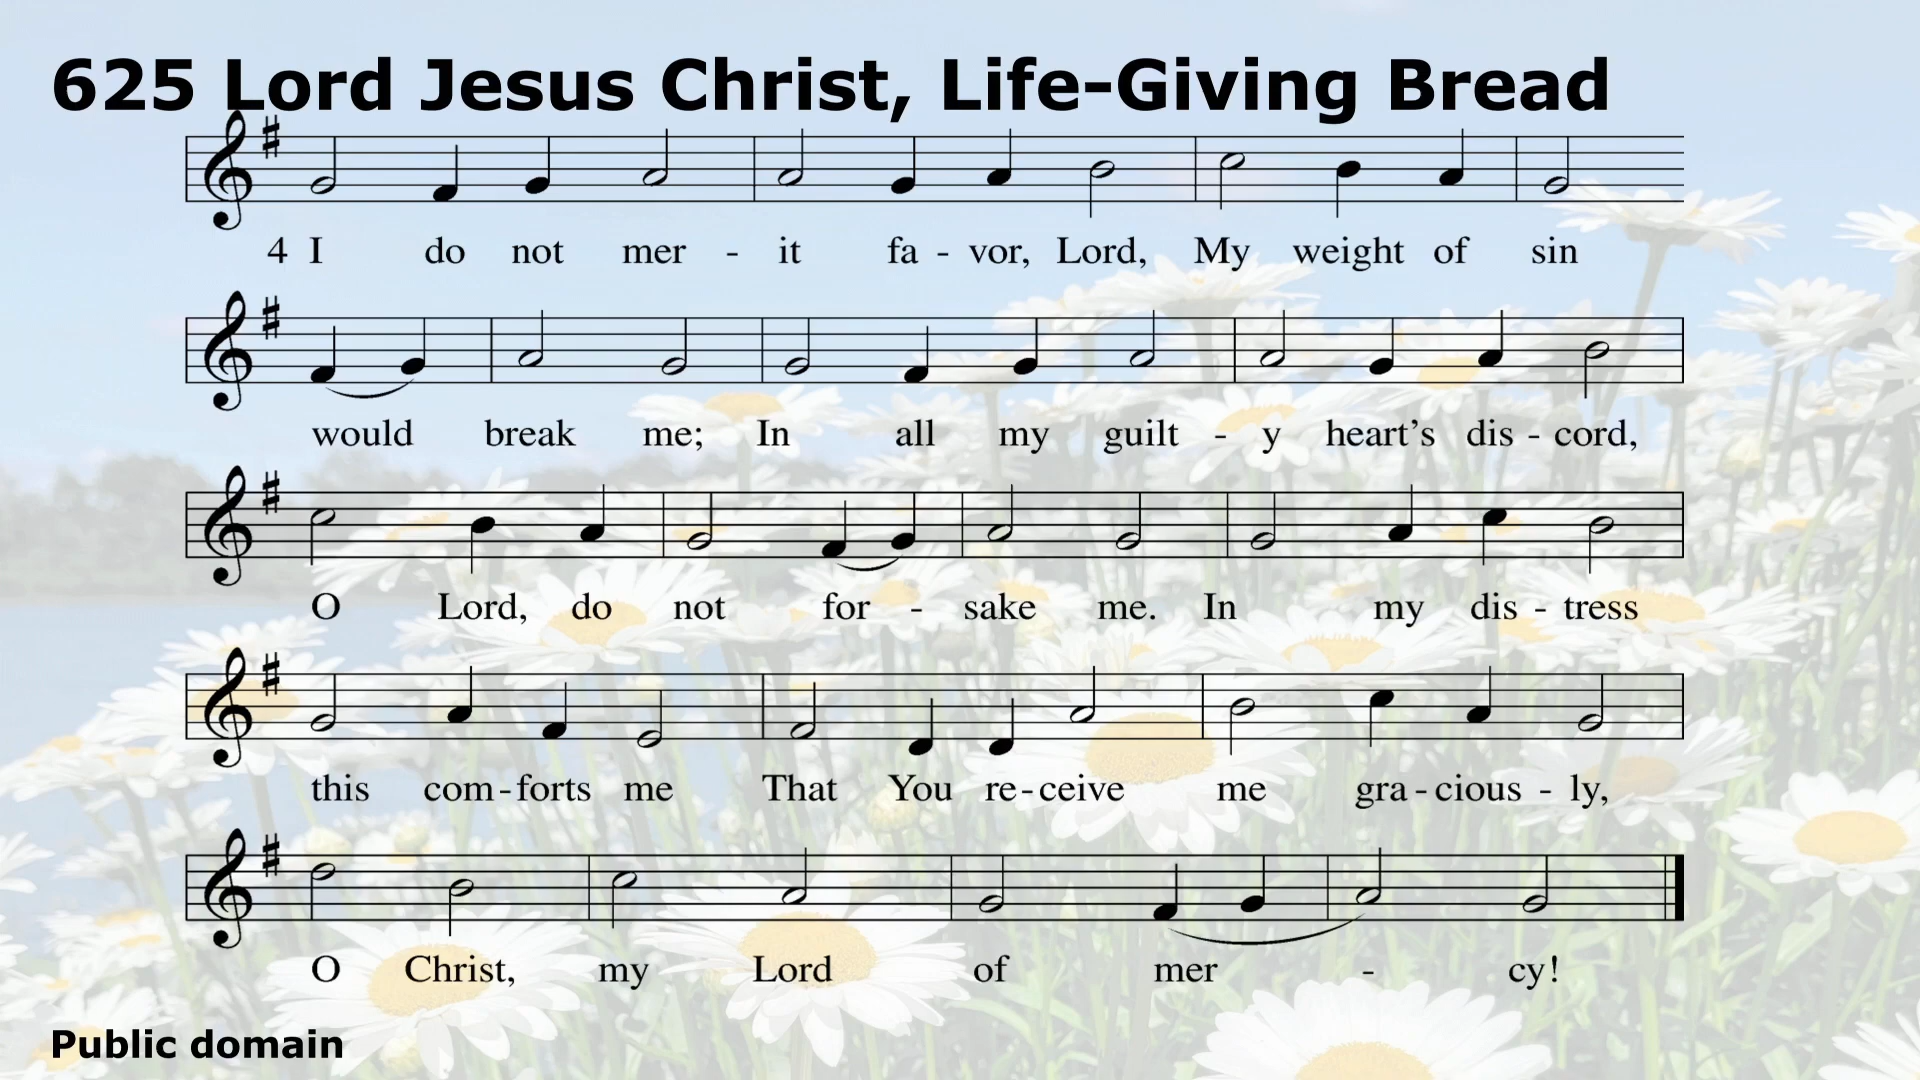 625 Lord Jesus Christ, Life-Giving Bread
4 I do not mer - it fa - vor, Lord, My weight of sin
would break me; In all my guilt - y heart's dis - cord,
O Lord, do not for - sake me. In my dis - tress
this com - forts me That You re - ceive me gra - cious - ly,
O Christ, my Lord of mer - cy!
Public domain